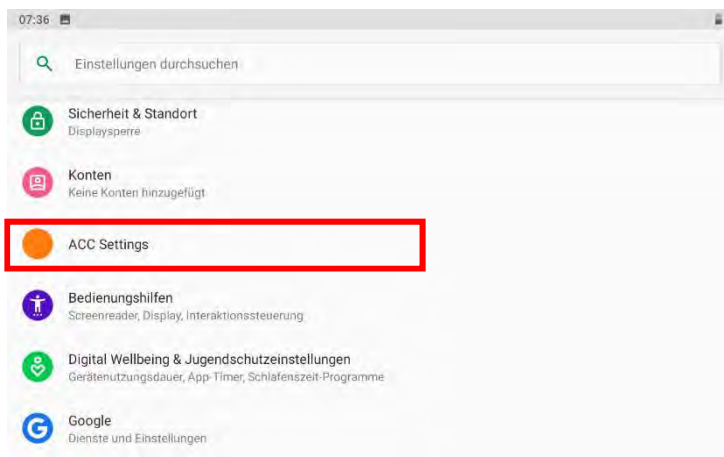 07:36
Einstellungen durchsuchen
Sicherheit & Standort
Displaysperre
Konten
Keine Konten hinzugefügt
ACC Settings
Bedienungshilfen
Screenreader, Display, Interaktionssteuerung
Digital Wellbeing & Jugendschutzeinstellungen
Gerätenutzungsdauer, App-Timer, Schlafenszeit-Programme
Google
Dienste und Einstellungen